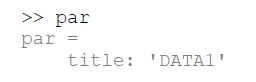 >> par
par =
title: 'DATA1'